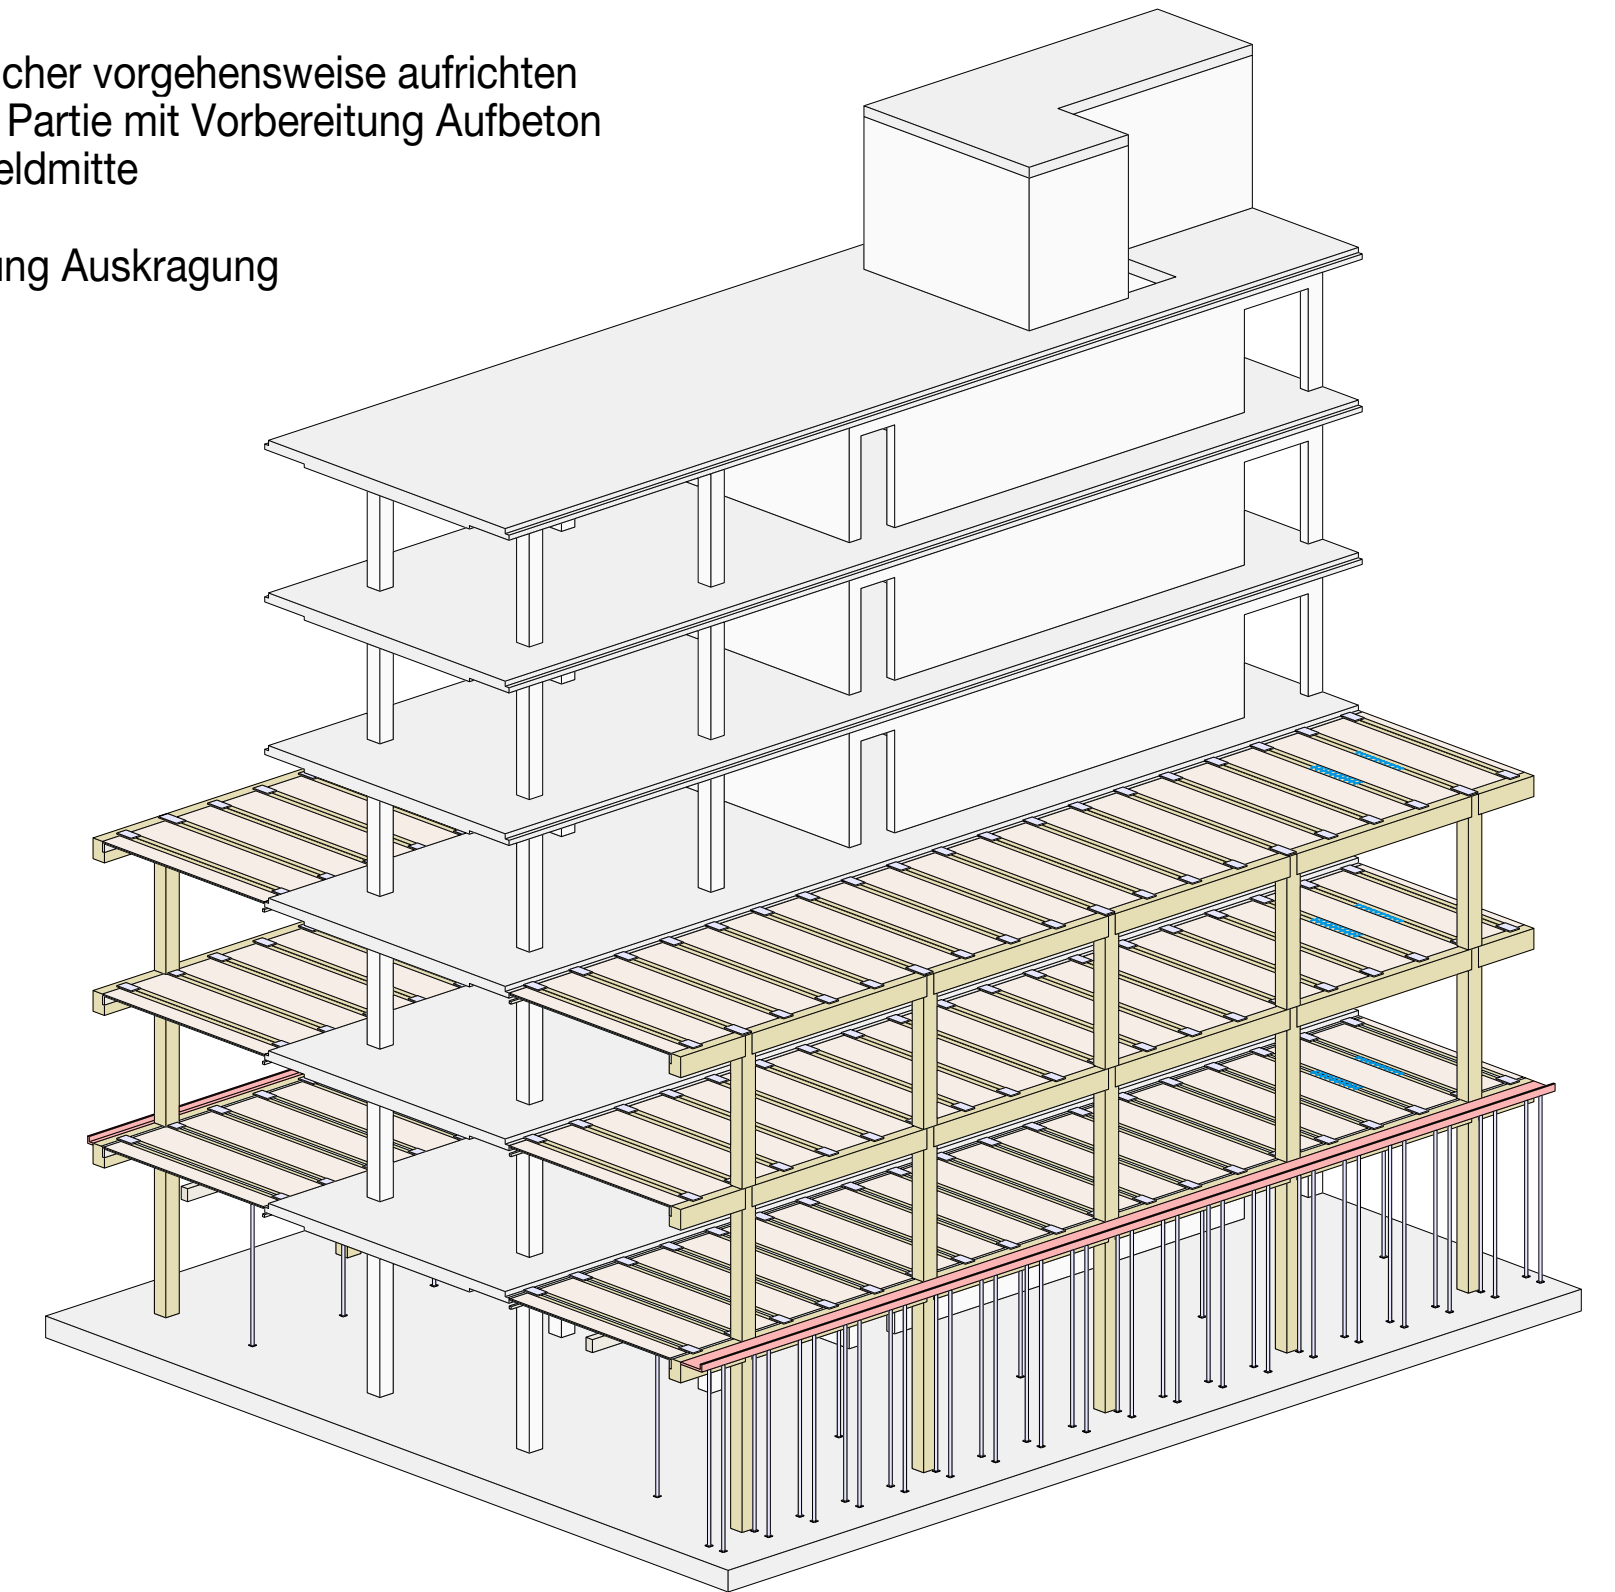 cher vorgehensweise aufrichten
Partie mit Vorbereitung Aufbeton
eldmitte
ung Auskragung